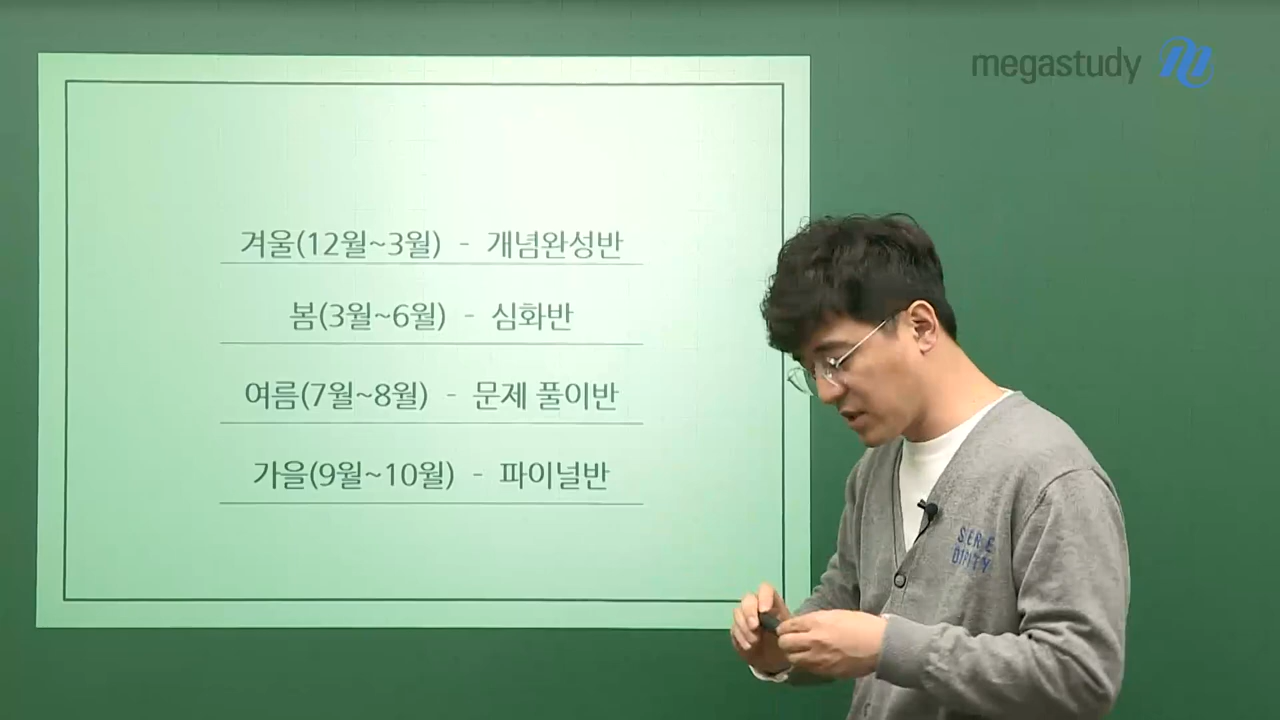 megastudy
겨울(12월~3월) - 개념완성반
봄(3월~6월) - 심화반
여름(7월~8월) - 문제 풀이반
가을(9월~10월) - 파이널반